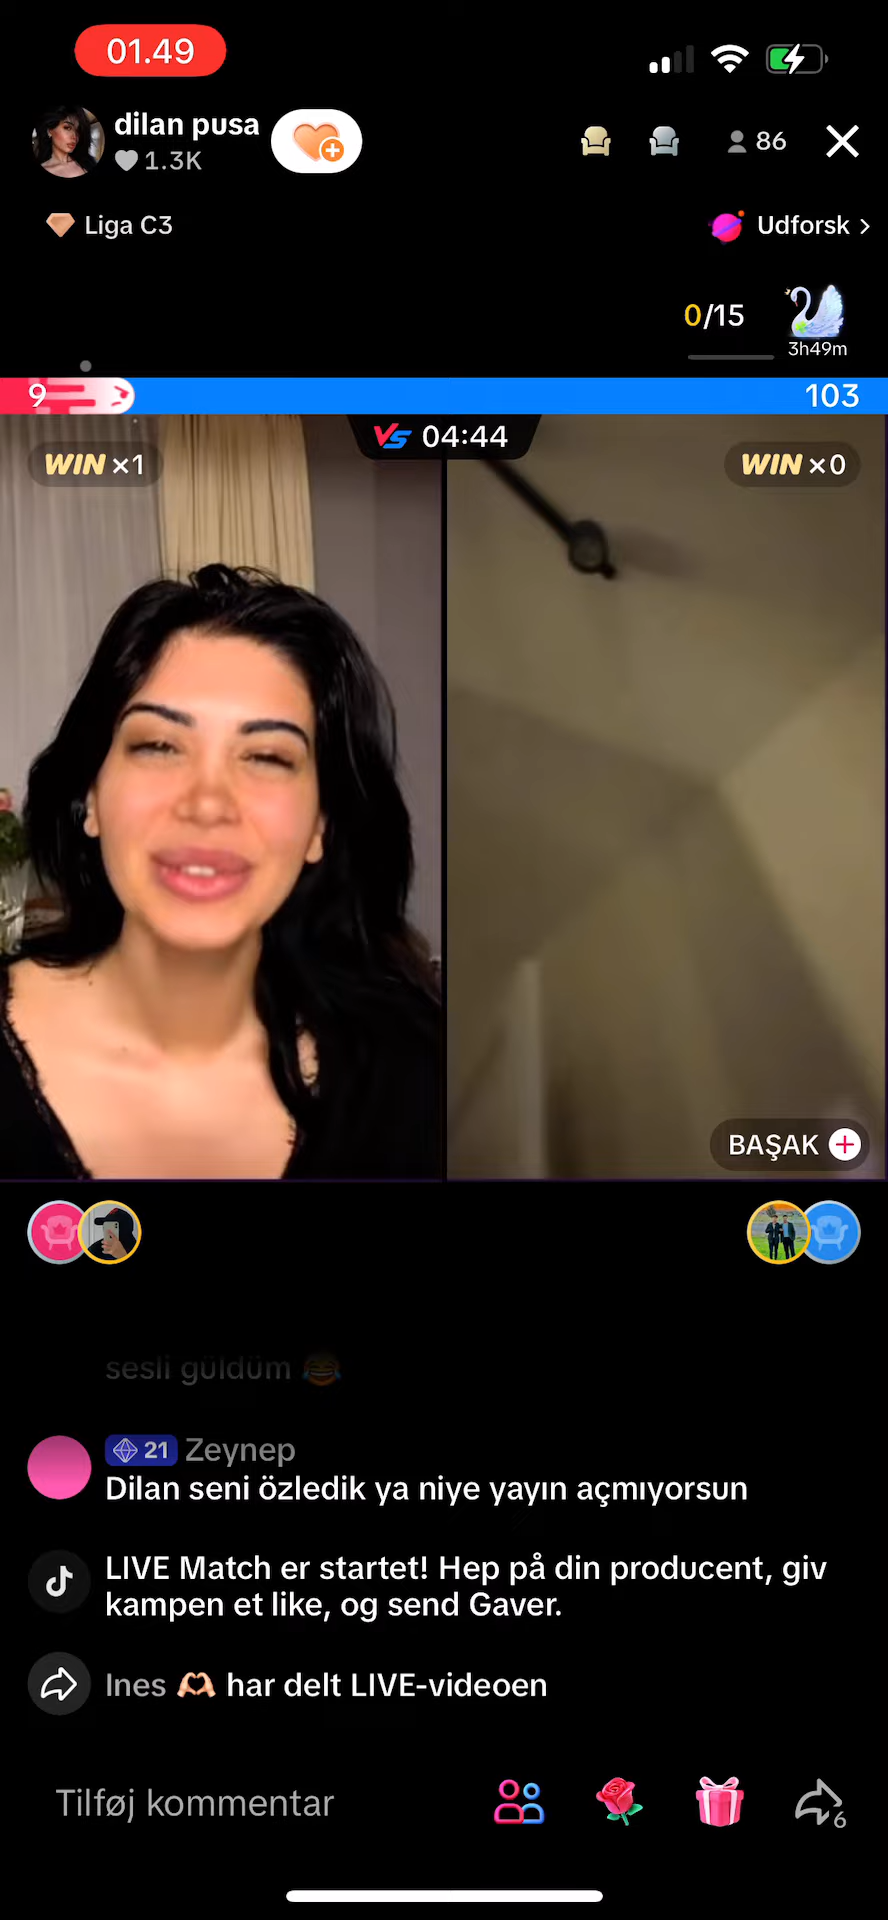 01.49
dilan pusa
1.3K
86
Liga C3
Udforsk >
0/15
3h49m
9
103
VS 04:44
WIN ×1
WIN ×0
BAŞAK
sesli güldüm 😂
21 Zeynep
Dilan seni özledik ya niye yayın açmıyorsun
LIVE Match er startet! Hep på din producent, giv
kampen et like, og send Gaver.
Ines 🫶🏻 har delt LIVE-videoen
Tilføj kommentar
6